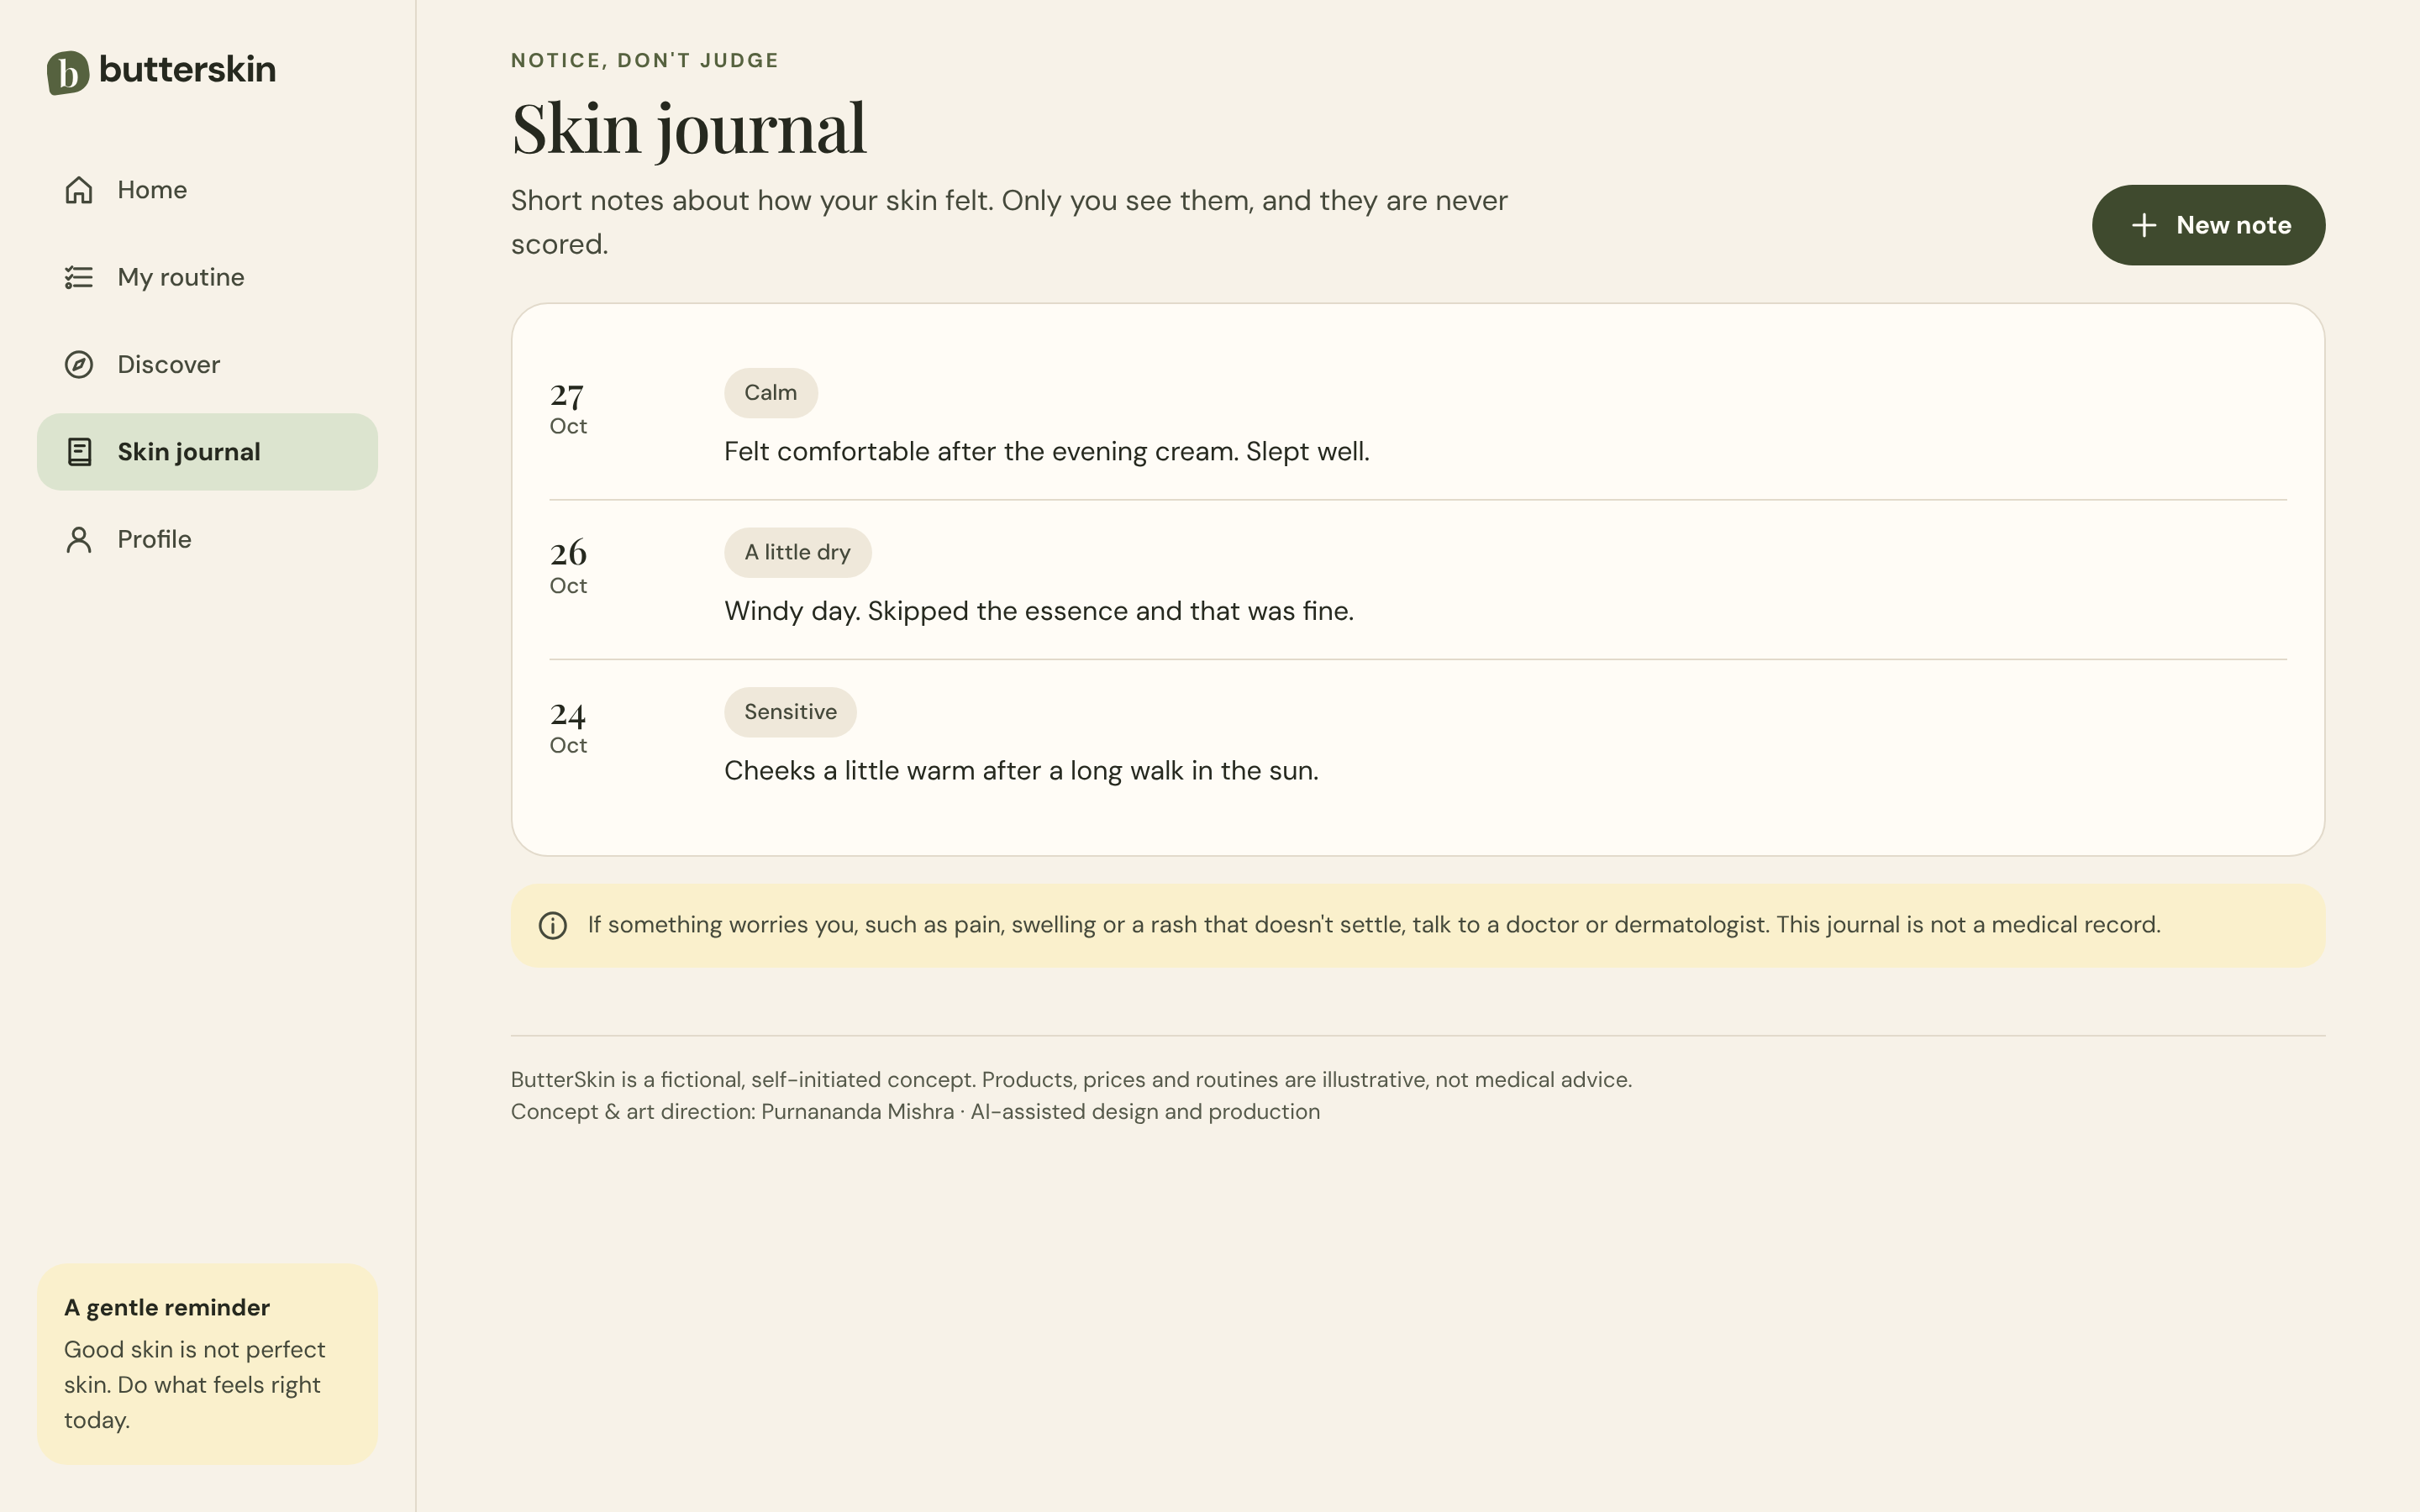 b butterskin
Home
My routine
Discover
Skin journal
Profile
A gentle reminder
Good skin is not perfect
skin. Do what feels right
today.
NOTICE, DON'T JUDGE
Skin journal
Short notes about how your skin felt. Only you see them, and they are never
scored.
New note
27
Oct
Calm
Felt comfortable after the evening cream. Slept well.
26
Oct
A little dry
Windy day. Skipped the essence and that was fine.
24
Oct
Sensitive
Cheeks a little warm after a long walk in the sun.
If something worries you, such as pain, swelling or a rash that doesn't settle, talk to a doctor or dermatologist. This journal is not a medical record.
ButterSkin is a fictional, self-initiated concept. Products, prices and routines are illustrative, not medical advice.
Concept & art direction: Purnananda Mishra · AI-assisted design and production